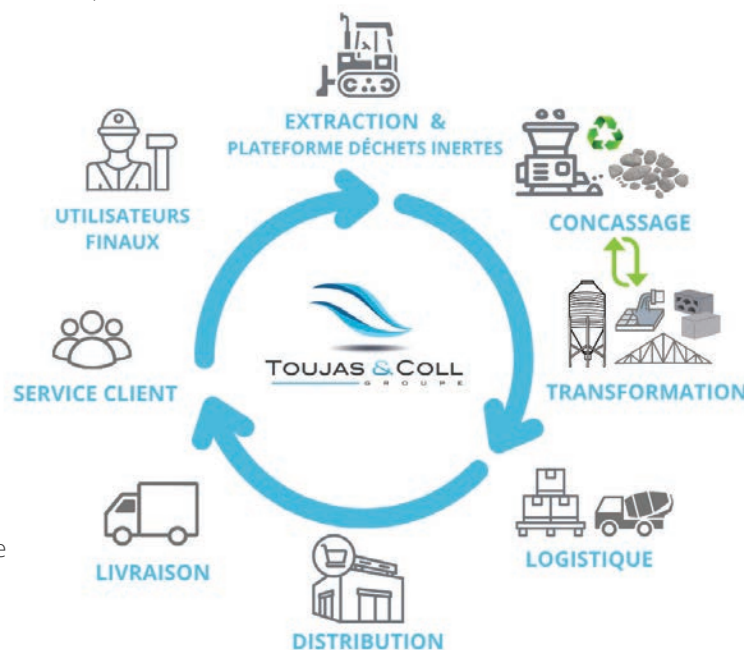 EXTRACTION &
PLATEFORME DÉCHETS INERTES
CONCASSAGE
TRANSFORMATION
LOGISTIQUE
DISTRIBUTION
LIVRAISON
SERVICE CLIENT
UTILISATEURS
FINAUX
TOUJAS & COLL
GROUPE
e